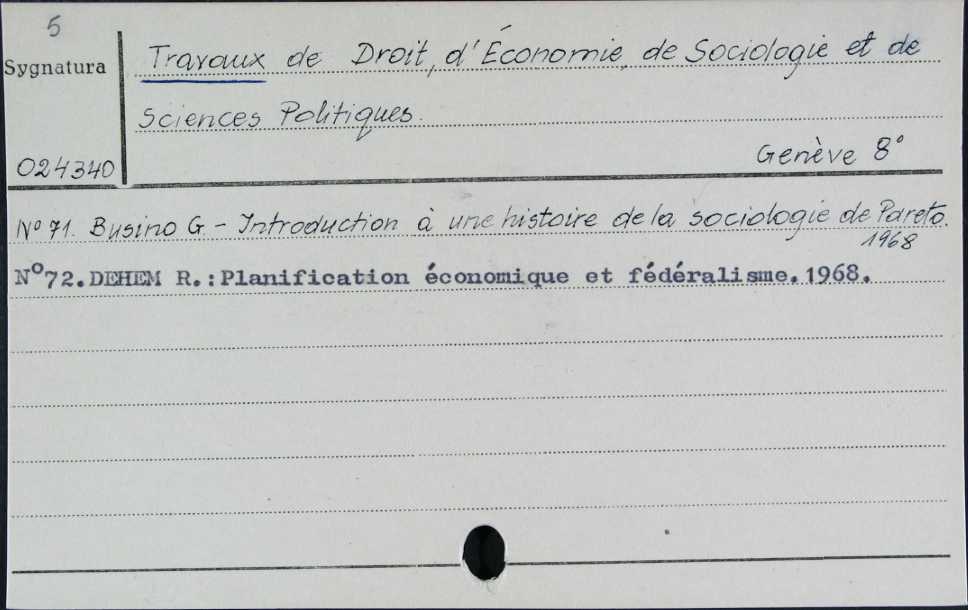 5
Sygnatura
024340
Travaux de Droit, d'Économie, de Sociologie et de
Sciences Politiques.
Genève 8°
N° 71. Busino G - Introduction à une histoire de la sociologie de Pareto.
1968
N°72.DEHEM R.:Planification économique et fédéralisme.1968.